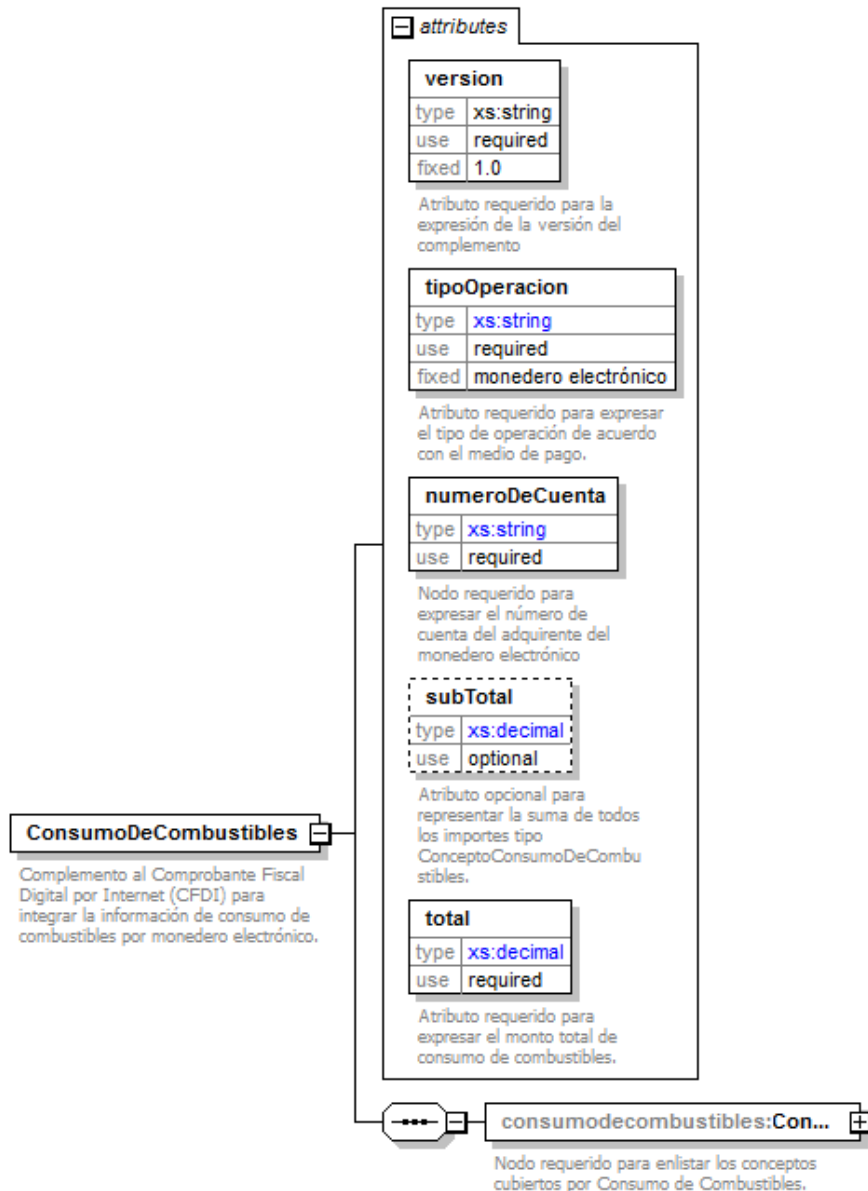 attributes
version
type xs:string
use required
fixed 1.0
Atributo requerido para la
expresión de la versión del
complemento
tipoOperacion
type xs:string
use required
fixed monedero electrónico
Atributo requerido para expresar
el tipo de operación de acuerdo
con el medio de pago.
numeroDeCuenta
type xs:string
use required
Nodo requerido para
expresar el número de
cuenta del adquirente del
monedero electrónico
subTotal
type xs:decimal
use optional
Atributo opcional para
representar la suma de todos
los importes tipo
ConceptoConsumoDeCombu
stibles.
ConsumoDeCombustibles
Complemento al Comprobante Fiscal
Digital por Internet (CFDI) para
integrar la información de consumo de
combustibles por monedero electrónico.
total
type xs:decimal
use required
Atributo requerido para
expresar el monto total de
consumo de combustibles.
consumodecombustibles:Con...
Nodo requerido para enlistar los conceptos
cubiertos por Consumo de Combustibles.